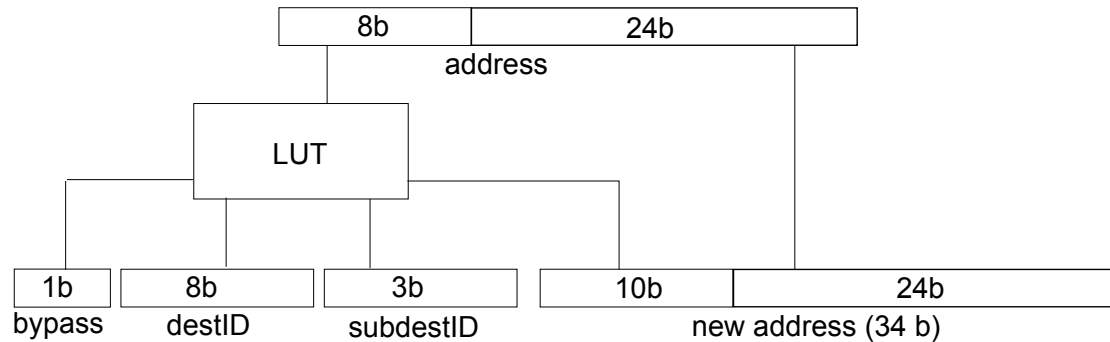 8b 24b
address
LUT
1b 8b 3b 10b 24b
bypass destID subdestID new address (34 b)